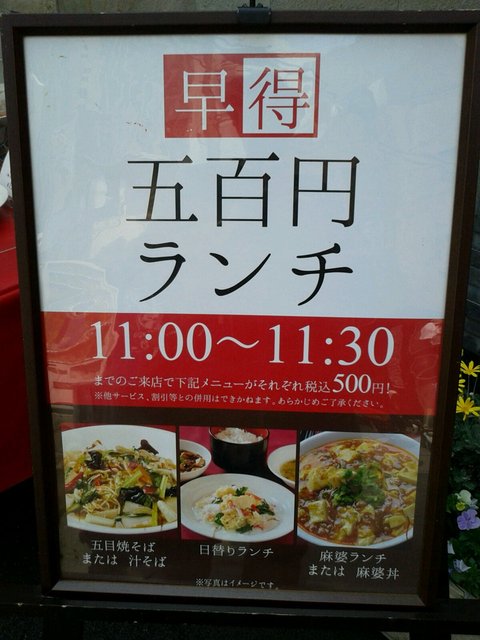 早得
五百円
ランチ
11:00〜11:30
までのご来店で下記メニューがそれぞれ税込500円!
※他サービス、割引等との併用はできかねます。あらかじめご了承ください。
五目焼そば
または 汁そば
日替りランチ
麻婆ランチ
または 麻婆丼
※写真はイメージです。